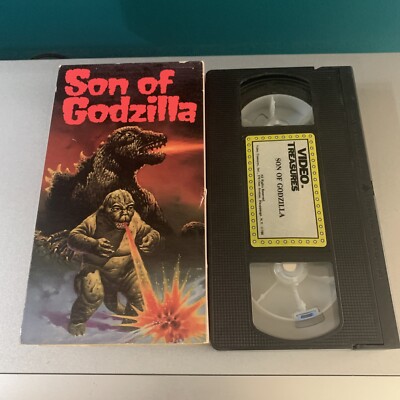 Son of
Godzilla
VIDEO
TREASURES
SON OF GODZILLA